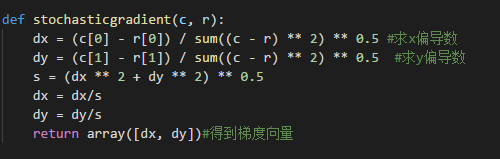 def stochasticgradient(c, r):
    dx = (c[0] - r[0]) / sum((c - r) ** 2) ** 0.5 #求x偏导数
    dy = (c[1] - r[1]) / sum((c - r) ** 2) ** 0.5  #求y偏导数
    s = (dx ** 2 + dy ** 2) ** 0.5
    dx = dx/s
    dy = dy/s
    return array([dx, dy])#得到梯度向量